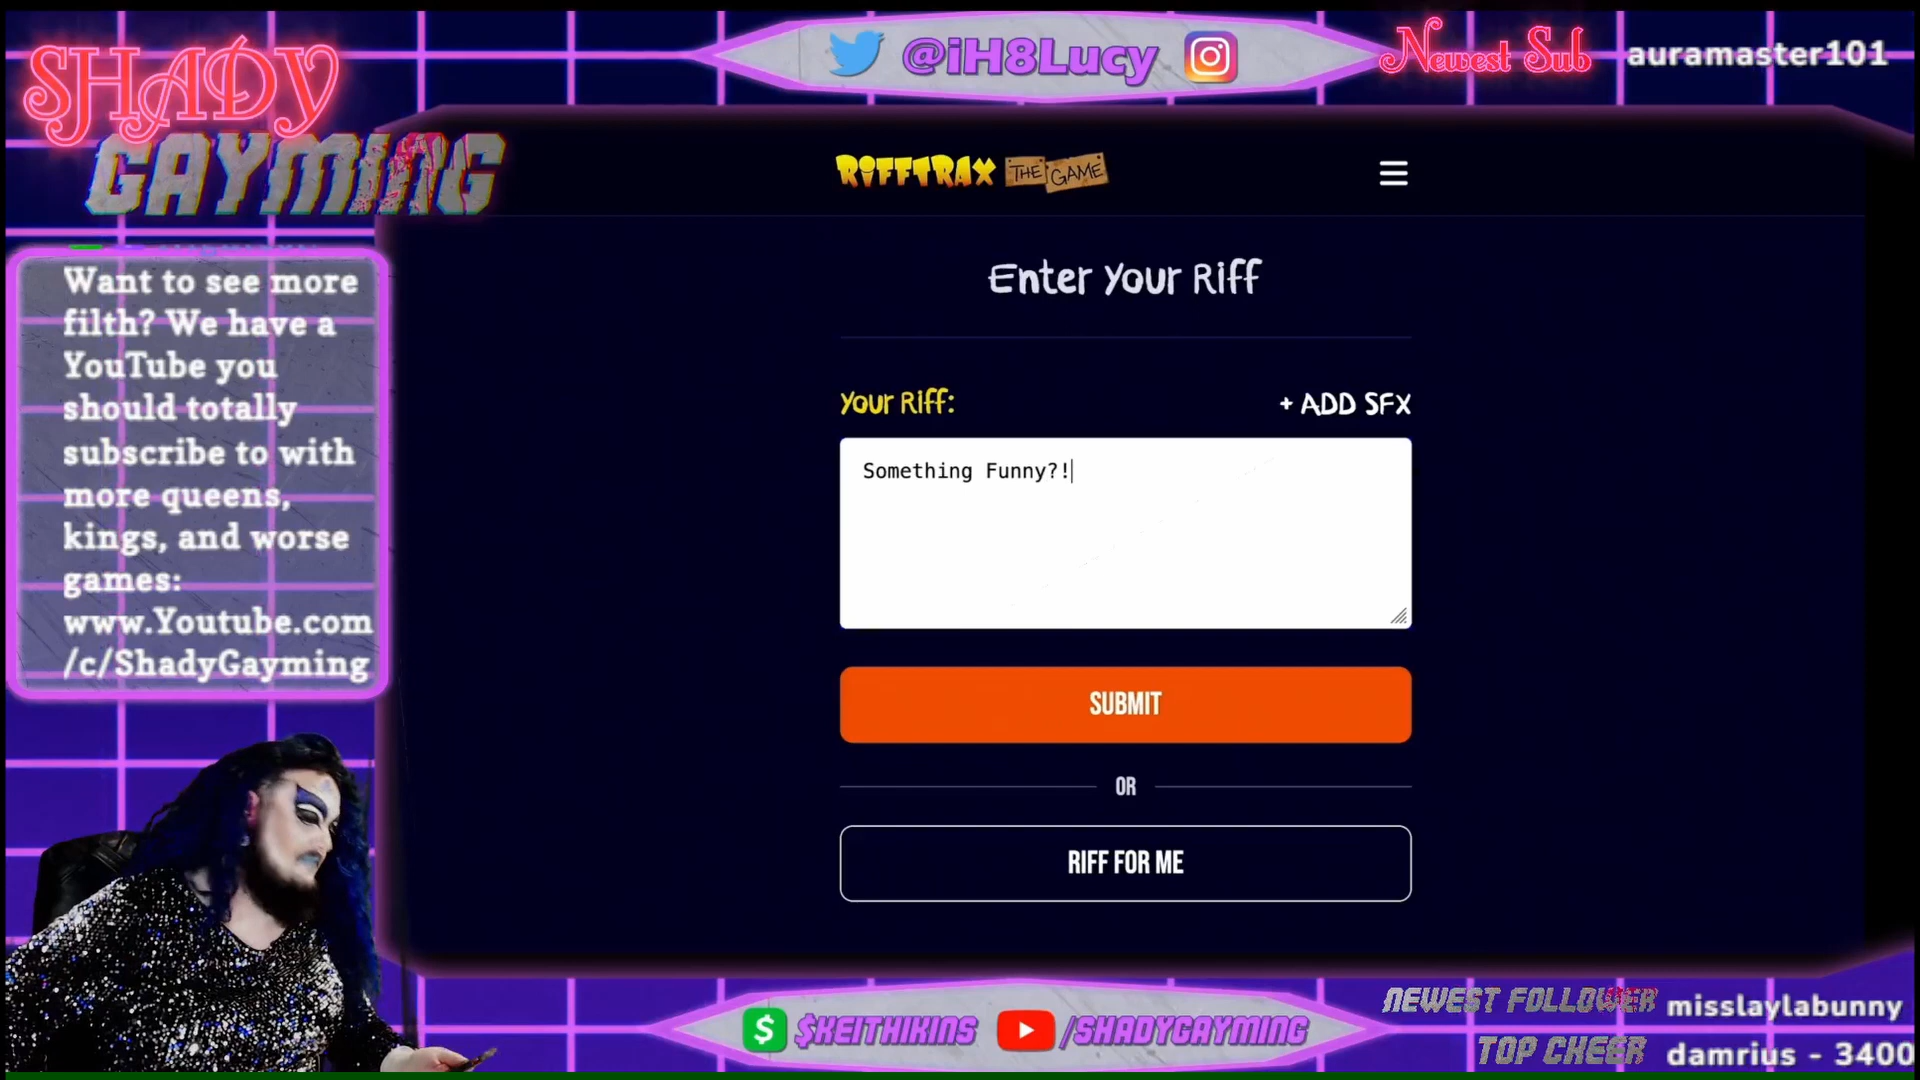 SHADY
GAYMING
@iH8Lucy
Newest Sub
auramaster101
RIFFTRAX THE GAME
Enter Your Riff
Want to see more
filth? We have a
YouTube you
should totally
subscribe to with
more queens,
kings, and worse
games:
www.Youtube.com
/c/ShadyGayming
Your Riff:
+ ADD SFX
Something Funny?!
SUBMIT
OR
RIFF FOR ME
$KEITHIKINS
/SHADYGAYMING
NEWEST FOLLOWER
misslaylabunny
TOP CHEER
damrius - 3400